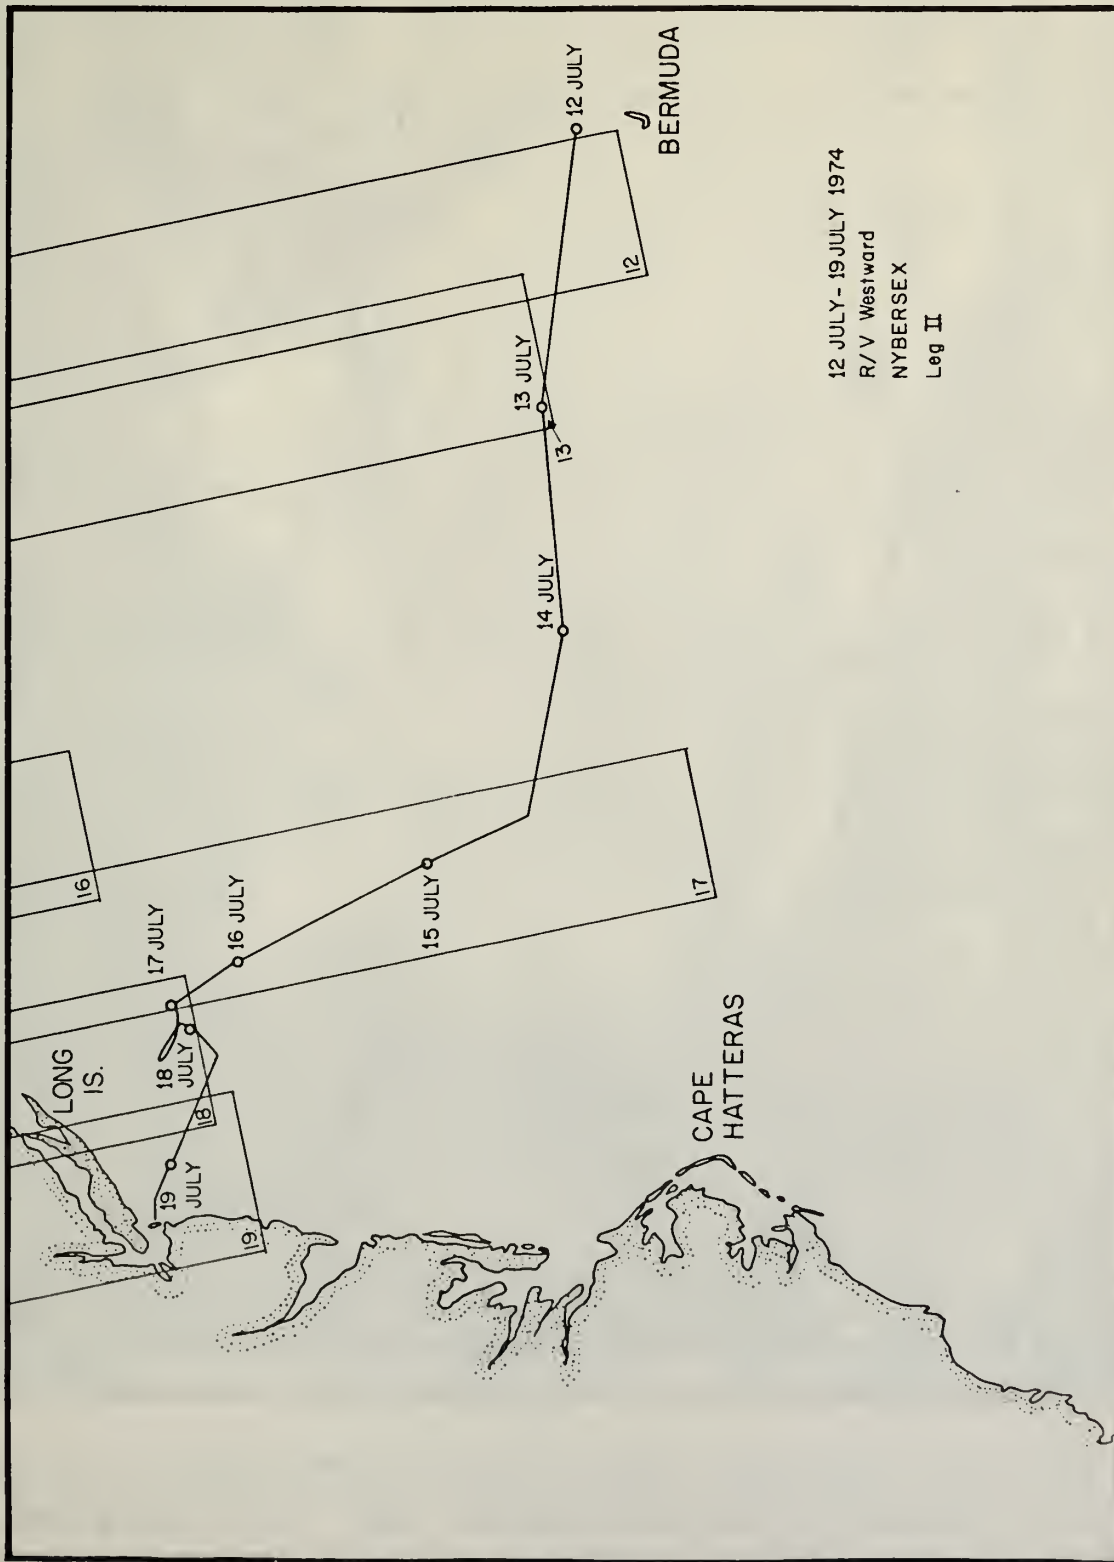 LONG
IS.
17 JULY
16
18
JULY
18
16 JULY
19
JULY
19
15 JULY
17
14 JULY
13 JULY
13
12 JULY
12
BERMUDA
CAPE
HATTERAS
12 JULY - 19 JULY 1974
R/V Westward
NYBERSEX
Leg II